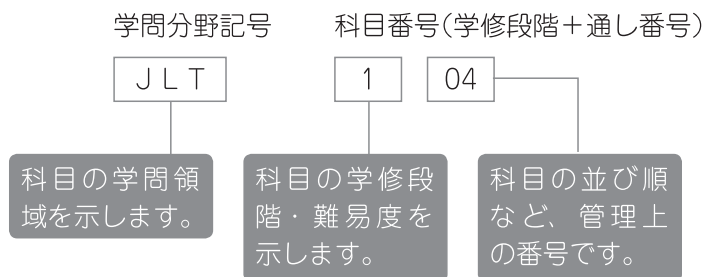 学問分野記号 科目番号(学修段階＋通し番号)
JLT 1 04
科目の学問領
域を示します。
科目の学修段
階・難易度を
示します。
科目の並び順
など、管理上
の番号です。